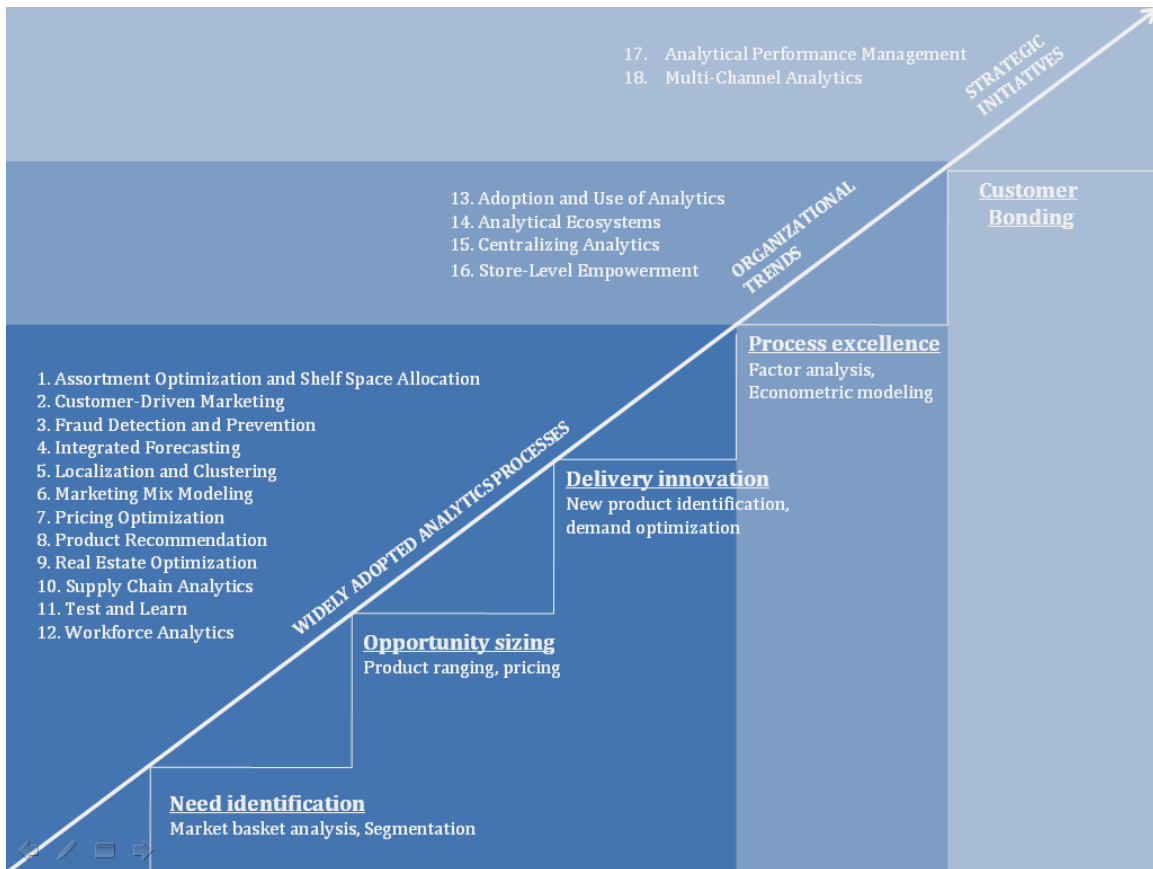 17. Analytical Performance Management
18. Multi-Channel Analytics
STRATEGIC
INITIATIVES
13. Adoption and Use of Analytics
14. Analytical Ecosystems
15. Centralizing Analytics
16. Store-Level Empowerment
ORGANIZATIONAL
TRENDS
Customer
Bonding
1. Assortment Optimization and Shelf Space Allocation
2. Customer-Driven Marketing
3. Fraud Detection and Prevention
4. Integrated Forecasting
5. Localization and Clustering
6. Marketing Mix Modeling
7. Pricing Optimization
8. Product Recommendation
9. Real Estate Optimization
10. Supply Chain Analytics
11. Test and Learn
12. Workforce Analytics
WIDELY ADOPTED ANALYTICS PROCESSES
Process excellence
Factor analysis,
Econometric modeling
Delivery innovation
New product identification,
demand optimization
Opportunity sizing
Product ranging, pricing
Need identification
Market basket analysis, Segmentation